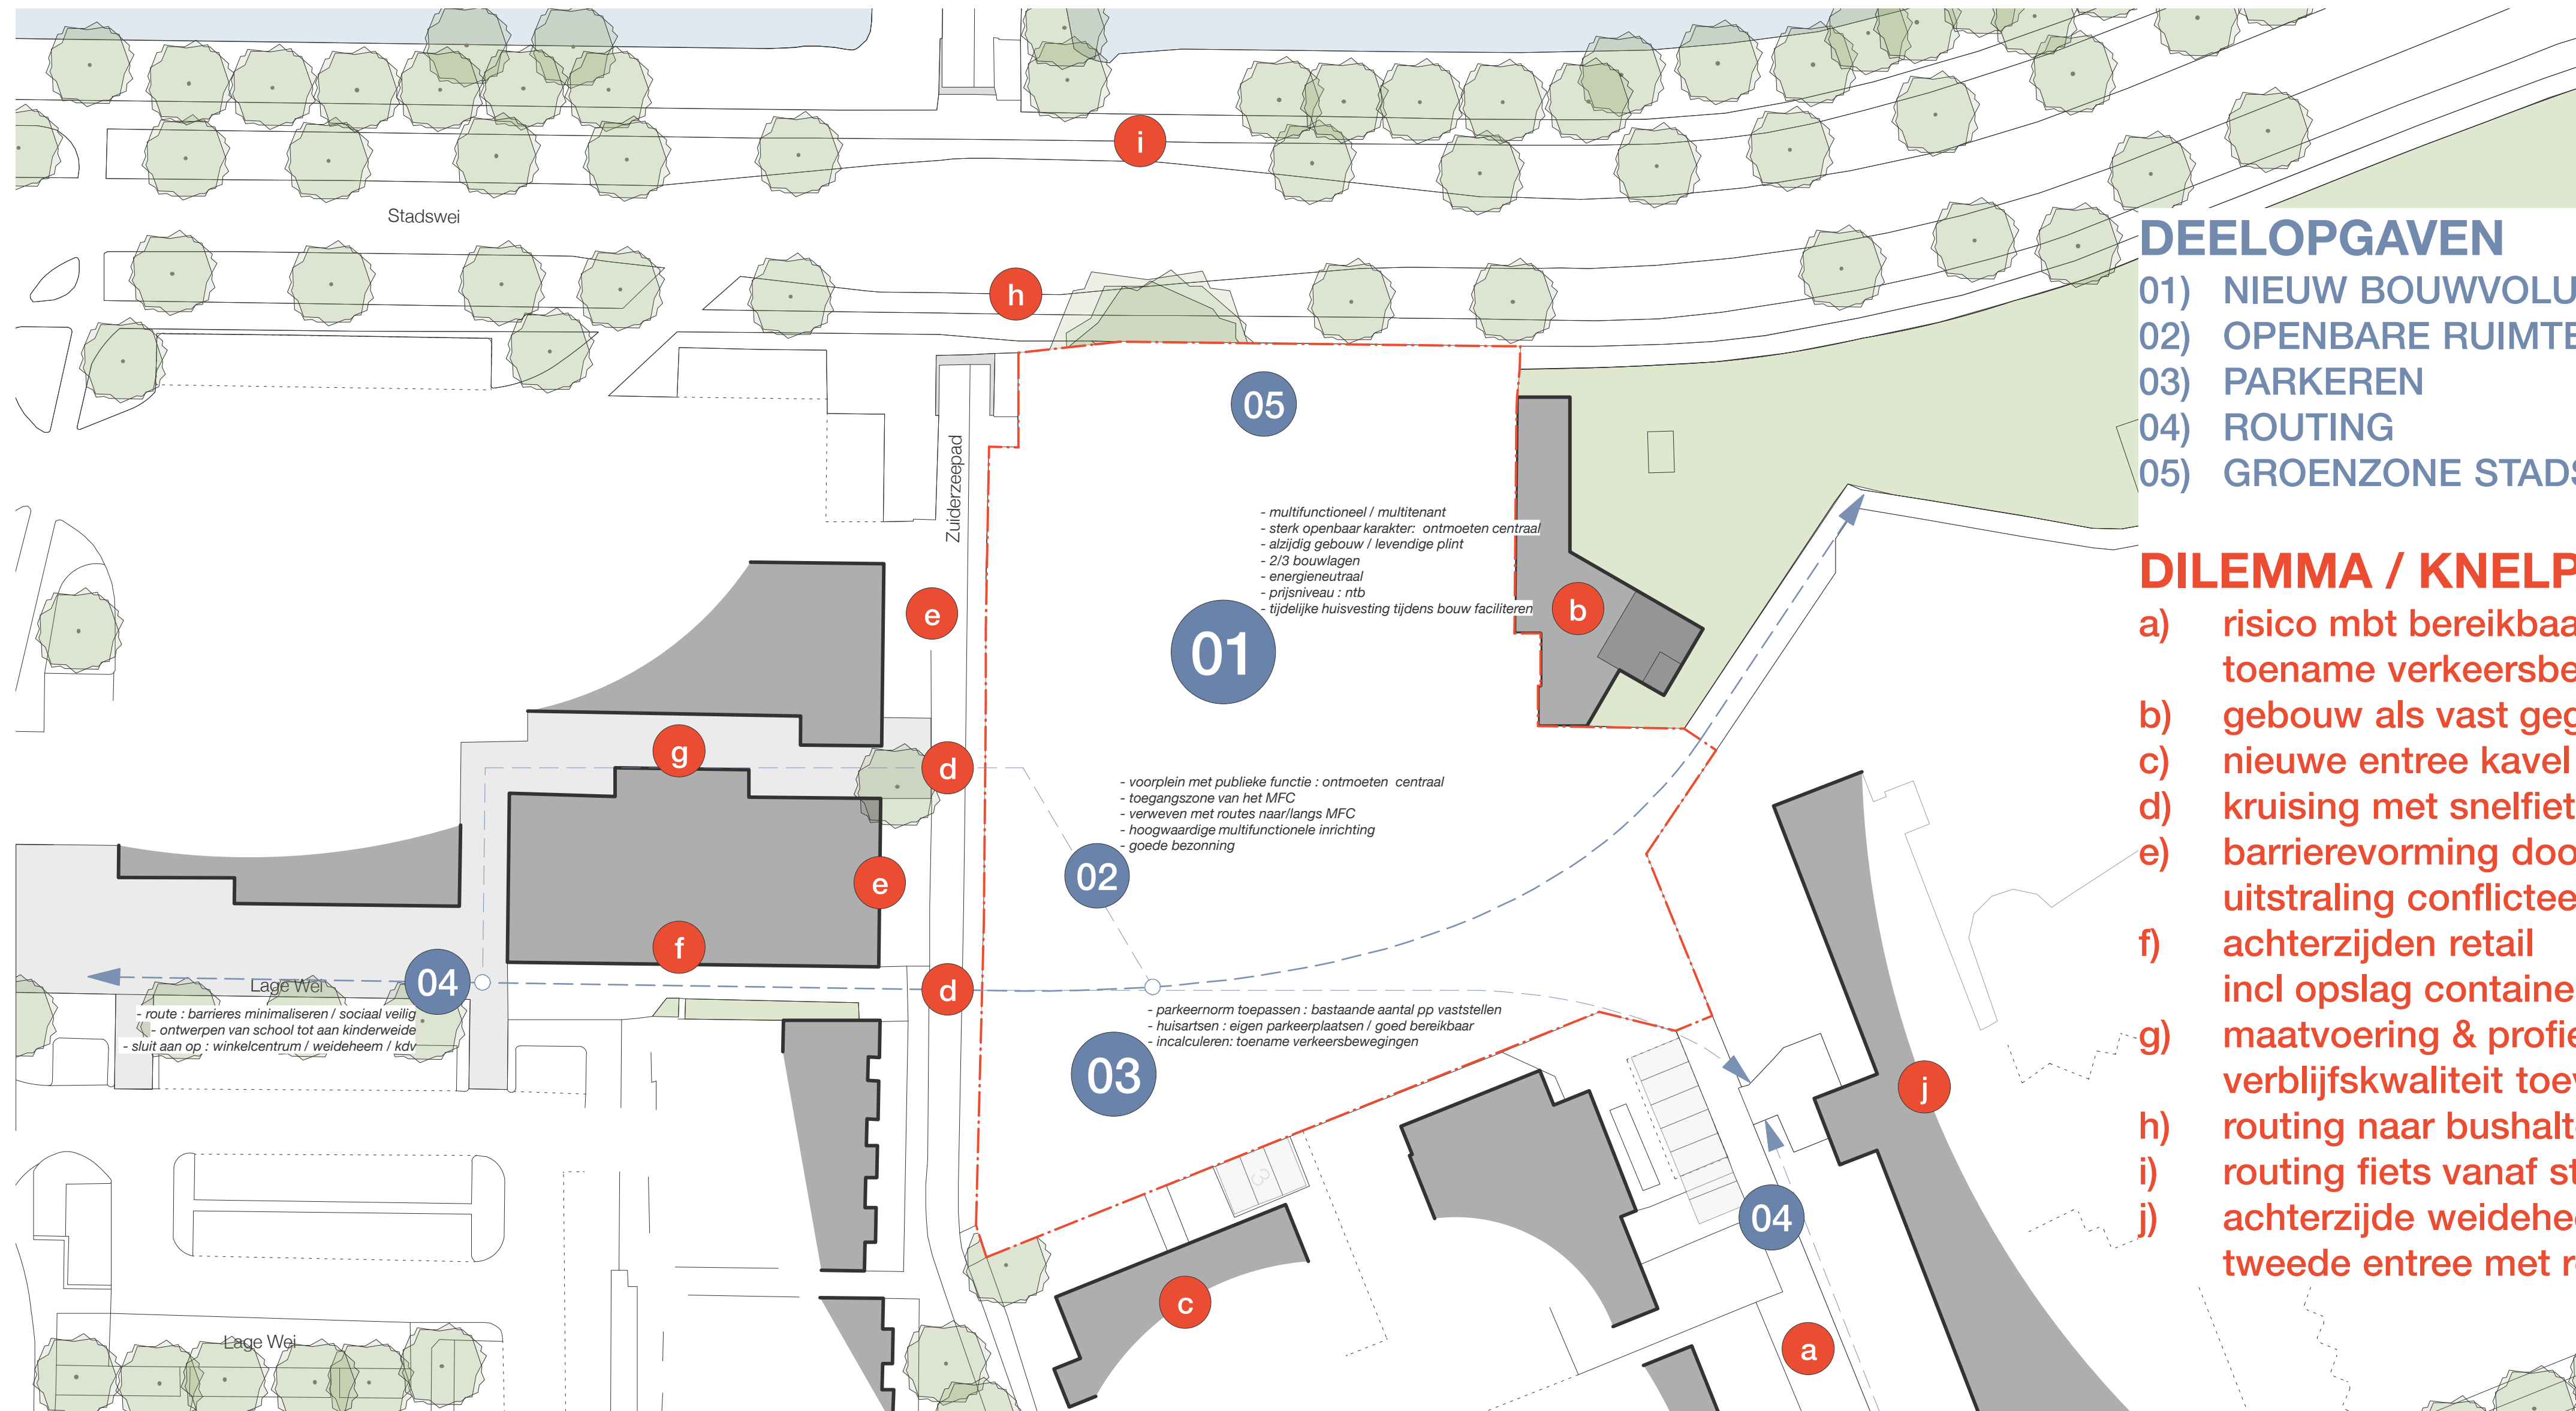 i
Stadswei
h
05
Zuiderzeepad
- multifunctioneel / multitenant
- sterk openbaar karakter: ontmoeten centraal
- alzijdig gebouw / levendige plint
- 2/3 bouwlagen
- energieneutraal
- prijsniveau : ntb
- tijdelijke huisvesting tijdens bouw faciliteren
e
b
01
g
d
- voorplein met publieke functie : ontmoeten centraal
- toegangszone van het MFC
- verweven met routes naar/langs MFC
- hoogwaardige multifunctionele inrichting
- goede bezonning
02
e
f
04
d
Lage Wei
- route : barrieres minimaliseren / sociaal veilig
- ontwerpen van school tot aan kinderweide
- sluit aan op : winkelcentrum / weideheem / kdv
- parkeernorm toepassen : bastaande aantal pp vaststellen
- huisartsen : eigen parkeerplaatsen / goed bereikbaar
- incalculeren: toename verkeersbewegingen
03
j
04
c
a
Lage Wei
DEELOPGAVEN
01) NIEUW BOUWVOLU
02) OPENBARE RUIMTE
03) PARKEREN
04) ROUTING
05) GROENZONE STADS
DILEMMA / KNELP
a) risico mbt bereikbaa
toename verkeersbe
b) gebouw als vast geg
c) nieuwe entree kavel
d) kruising met snelfiet
e) barrierevorming doo
uitstraling conflictee
f) achterzijden retail
incl opslag containe
g) maatvoering & profie
verblijfskwaliteit toev
h) routing naar bushalt
i) routing fiets vanaf st
j) achterzijde weidehee
tweede entree met r